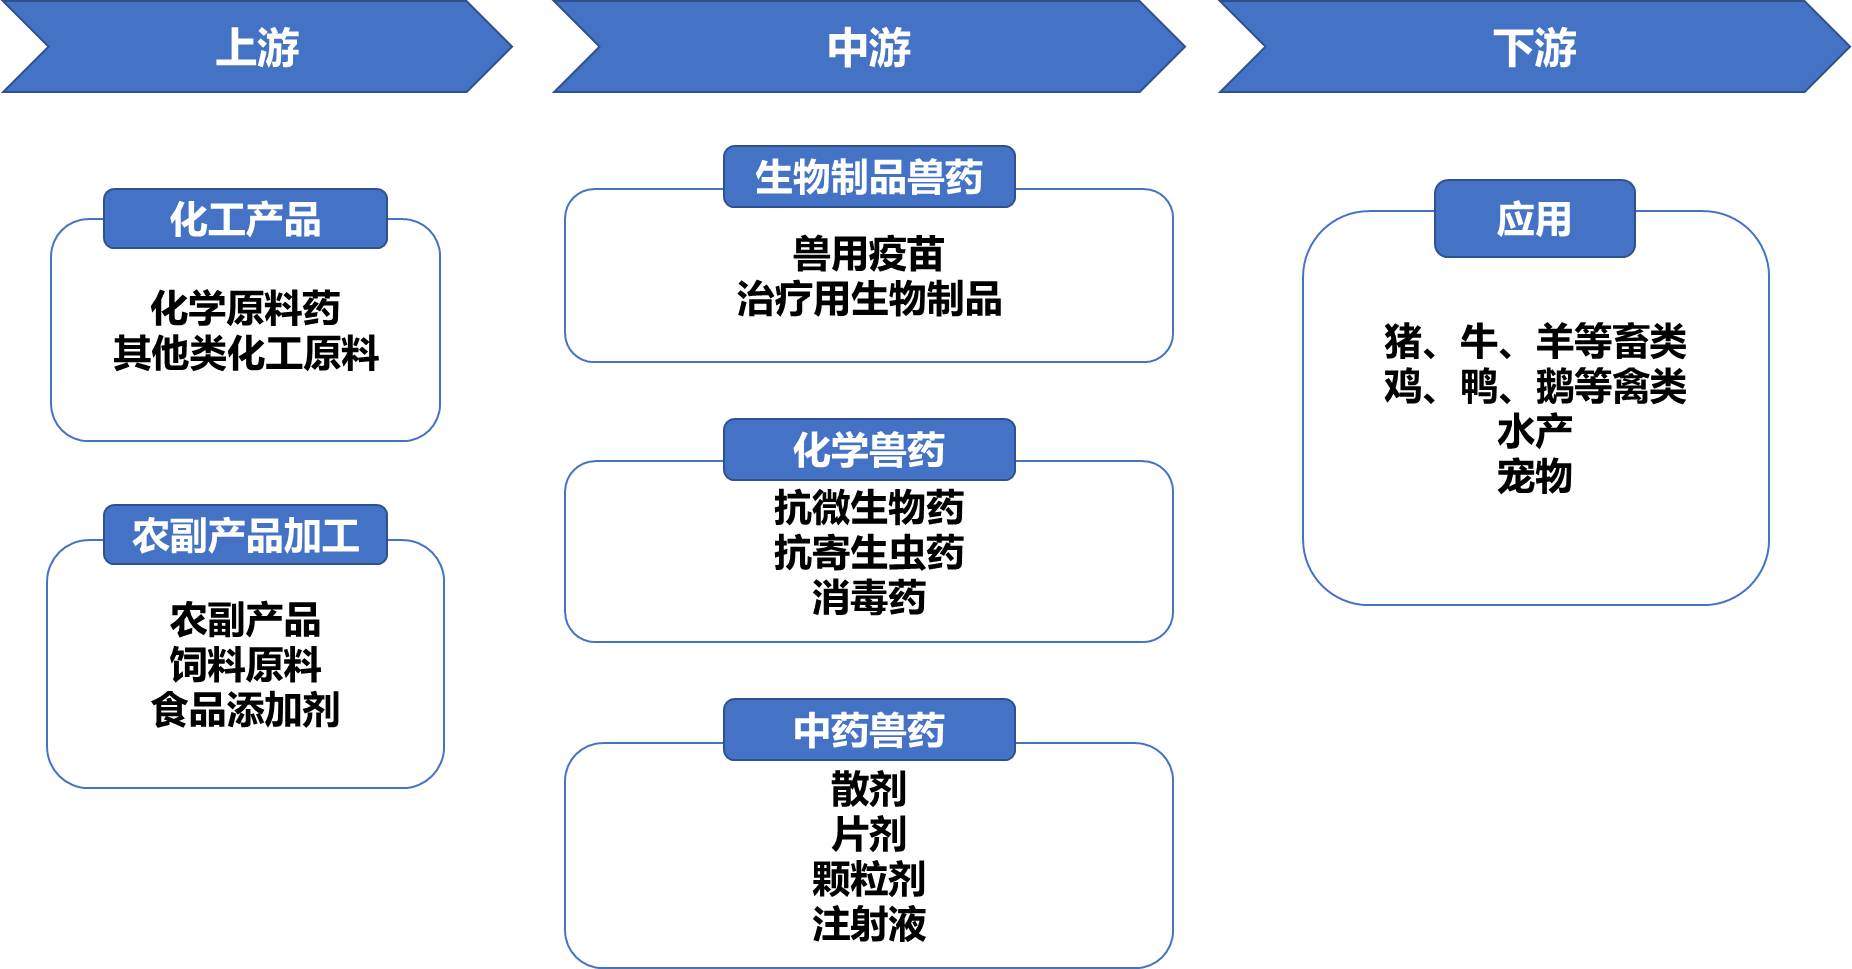 上游
中游
下游
化工产品
化学原料药
其他类化工原料
农副产品加工
农副产品
饲料原料
食品添加剂
生物制品兽药
兽用疫苗
治疗用生物制品
化学兽药
抗微生物药
抗寄生虫药
消毒药
中药兽药
散剂
片剂
颗粒剂
注射液
应用
猪、牛、羊等畜类
鸡、鸭、鹅等禽类
水产
宠物